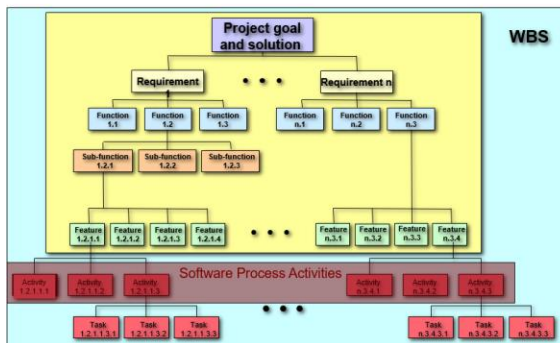 Project goal
and solution
WBS
Requirement
1
• • •
Requirement n
Function
1.1
Function
1.2
Function
1.3
Function
n.1
Function
n.2
Function
n.3
Sub-function
1.2.1
Sub-function
1.2.2
Sub-function
1.2.3
Feature
1.2.1.1
Feature
1.2.1.2
Feature
1.2.1.3
Feature
1.2.1.4
• • •
Feature
n.3.1
Feature
n.3.2
Feature
n.3.3
Feature
n.3.4
Software Process Activities
Activity
1.2.1.1.1
Activity
1.2.1.1.2
Activity
1.2.1.1.3
Activity
n.3.4.1
Activity
n.3.4.2
Activity
n.3.4.3
• • •
Task
1.2.1.1.3.1
Task
1.2.1.1.3.2
Task
1.2.1.1.3.3
Task
n.3.4.3.1
Task
n.3.4.3.2
Task
n.3.4.3.3